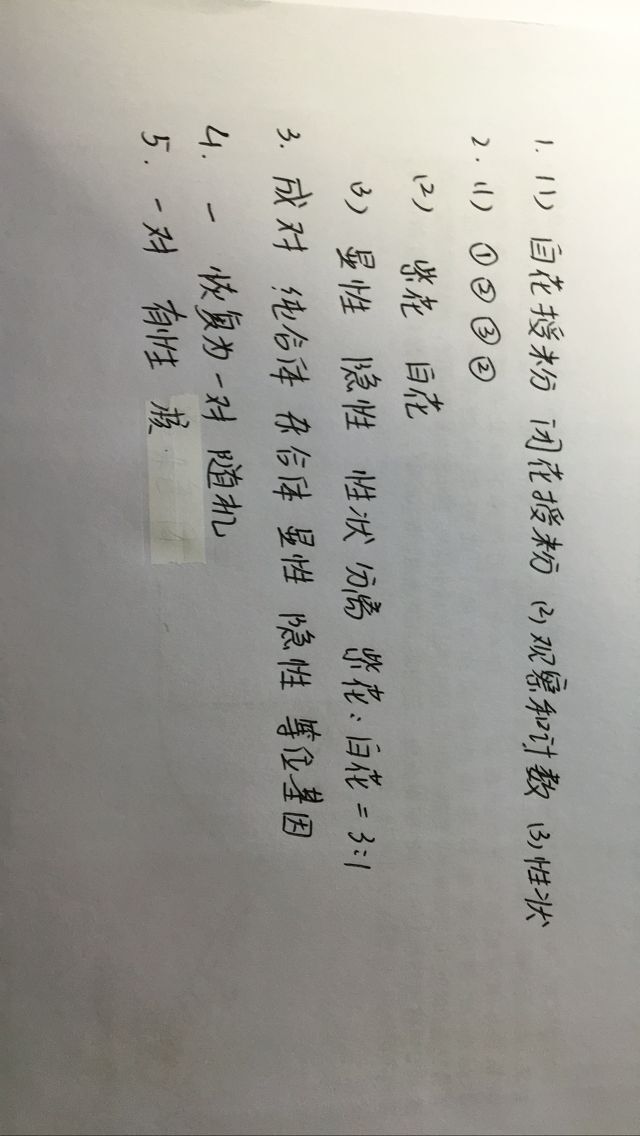 1. (1) 自花授粉 闭花授粉 (2) 观察和计数 (3) 性状
2. (1) ① ② ③ ②
(2) 紫花 白花
(3) 显性 隐性 性状分离 紫花:白花=3:1
3. 成对 纯合体 杂合体 显性 隐性 等位基因
4. 一 恢复为一对 随机
5. 一对 有性 核